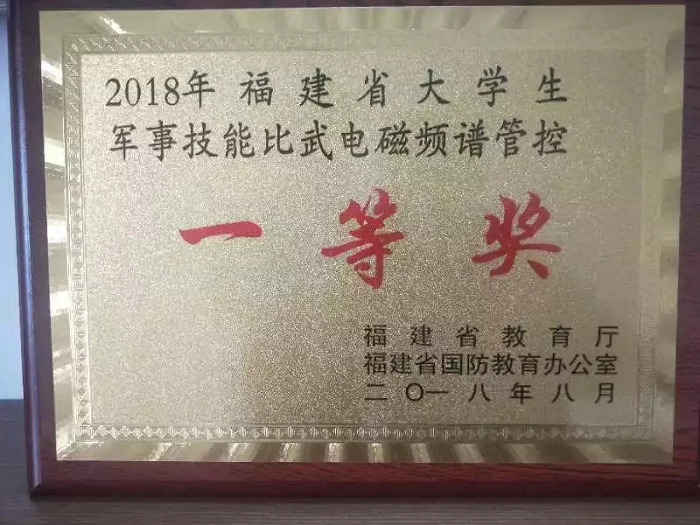 2018年福建省大学生
军事技能比武电磁频谱管控
一等奖
福建省教育厅
福建省国防教育办公室
二〇一八年八月